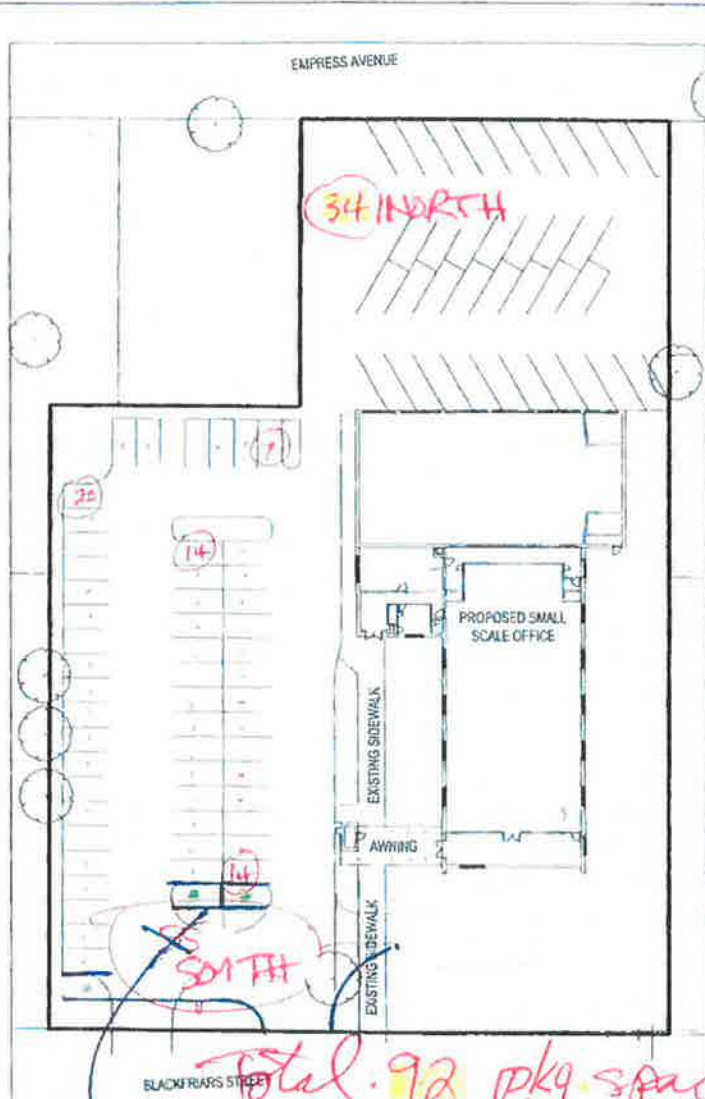 EMPRESS AVENUE
34 NORTH
20
14
PROPOSED SMALL
SCALE OFFICE
EXISTING SIDEWALK
AWNING
14
SOUTH
EXISTING SIDEWALK
BLACKFRIARS STREET
Total. 92 pkg. spac